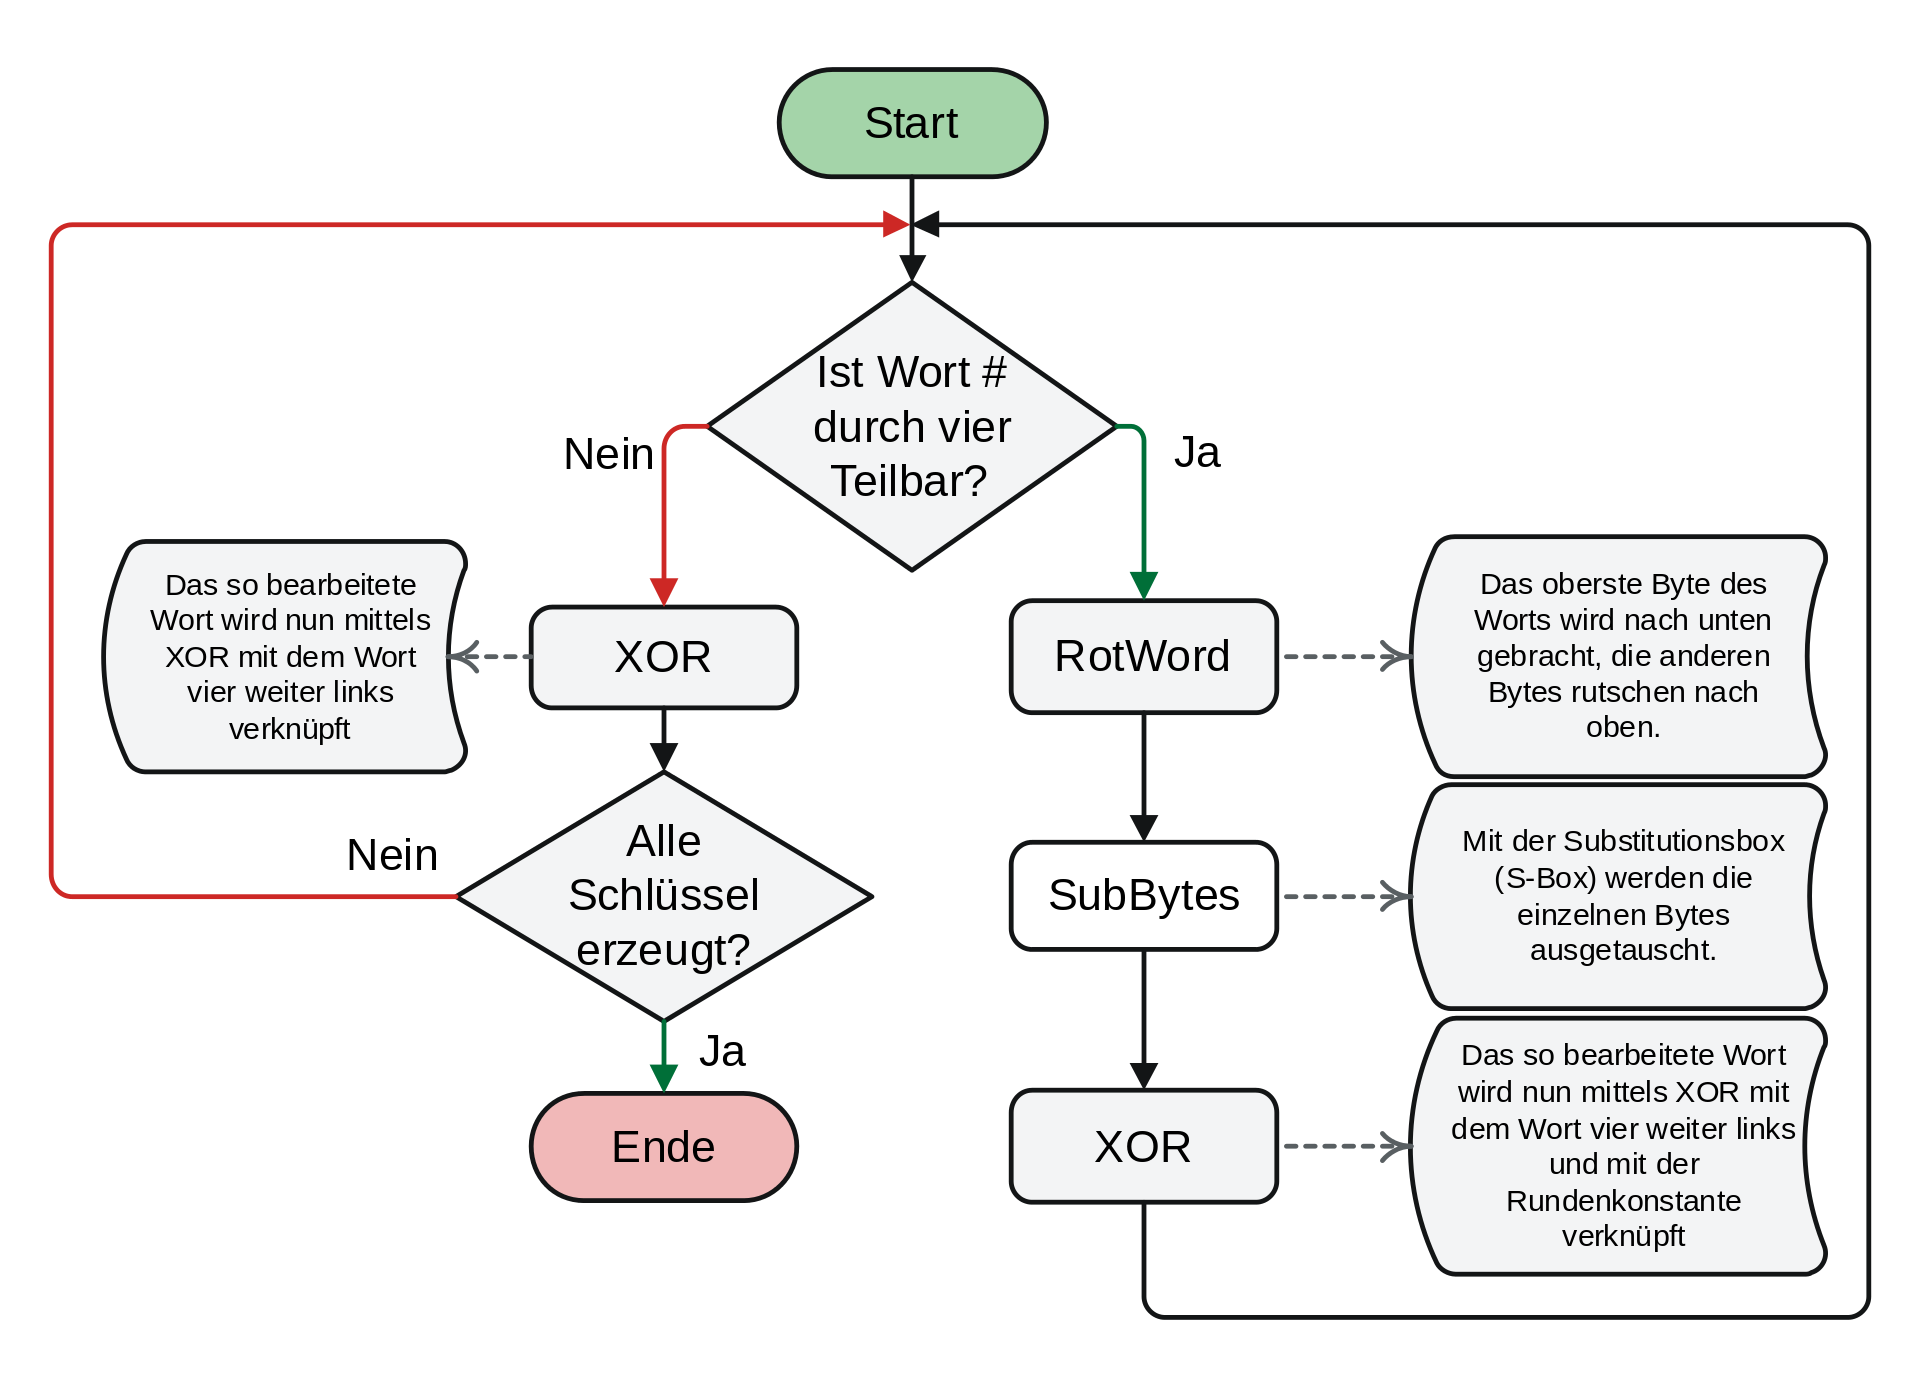 Start
Ist Wort #
durch vier
Teilbar?
Nein
Ja
Das so bearbeitete
Wort wird nun mittels
XOR mit dem Wort
vier weiter links
verknüpft
XOR
RotWord
Das oberste Byte des
Worts wird nach unten
gebracht, die anderen
Bytes rutschen nach
oben.
Nein
Alle
Schlüssel
erzeugt?
SubBytes
Mit der Substitutionsbox
(S-Box) werden die
einzelnen Bytes
ausgetauscht.
Ja
Ende
XOR
Das so bearbeitete Wort
wird nun mittels XOR mit
dem Wort vier weiter links
und mit der
Rundenkonstante
verknüpft